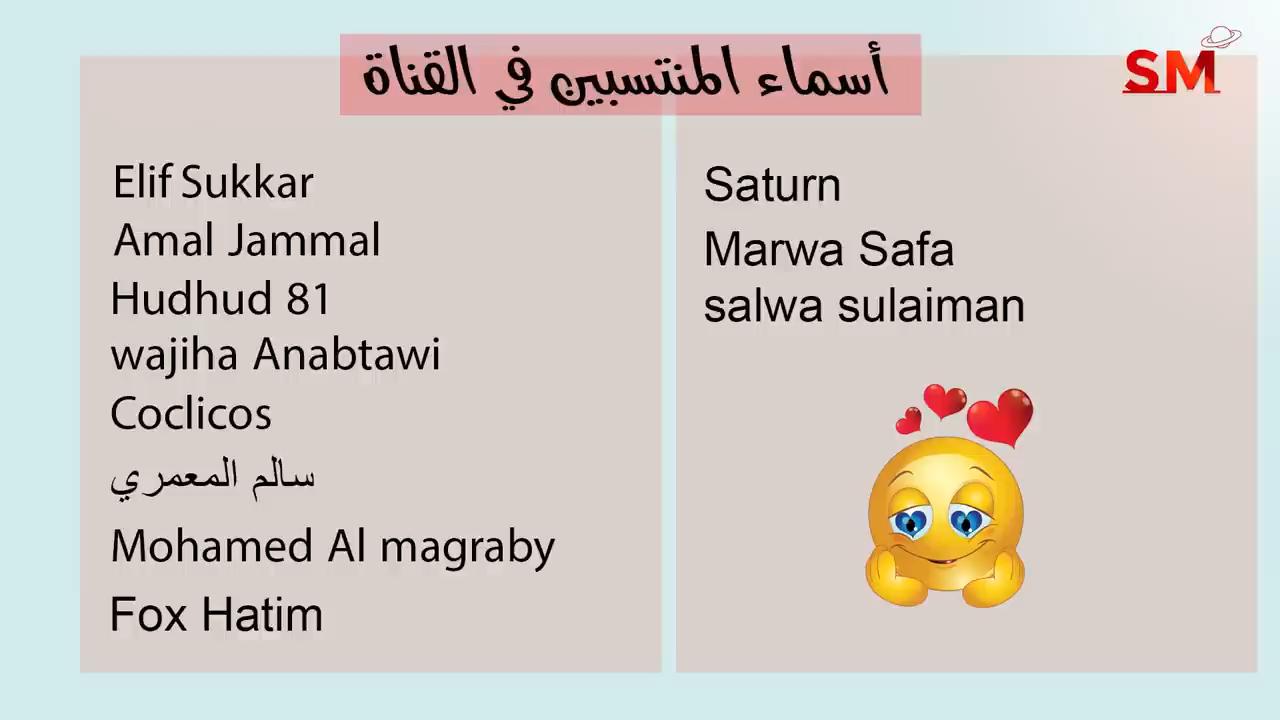 أسماء المنتسبين في القناة
SM
Elif Sukkar
Amal Jammal
Hudhud 81
wajiha Anabtawi
Coclicos
سالم المعمري
Mohamed Al magraby
Fox Hatim
Saturn
Marwa Safa
salwa sulaiman